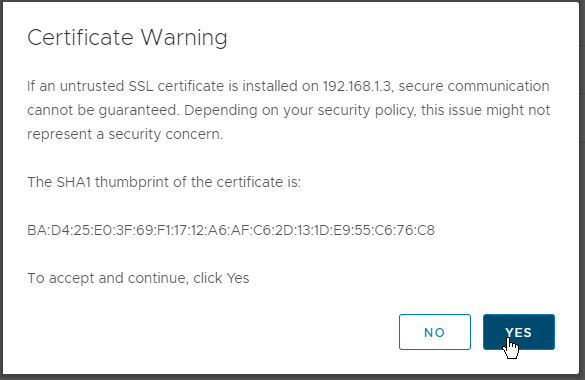 Certificate Warning
If an untrusted SSL certificate is installed on 192.168.1.3, secure communication
cannot be guaranteed. Depending on your security policy, this issue might not
represent a security concern.
The SHA1 thumbprint of the certificate is:
BA:D4:25:E0:3F:69:F1:17:12:A6:AF:C6:2D:13:1D:E9:55:C6:76:C8
To accept and continue, click Yes
NO
YES